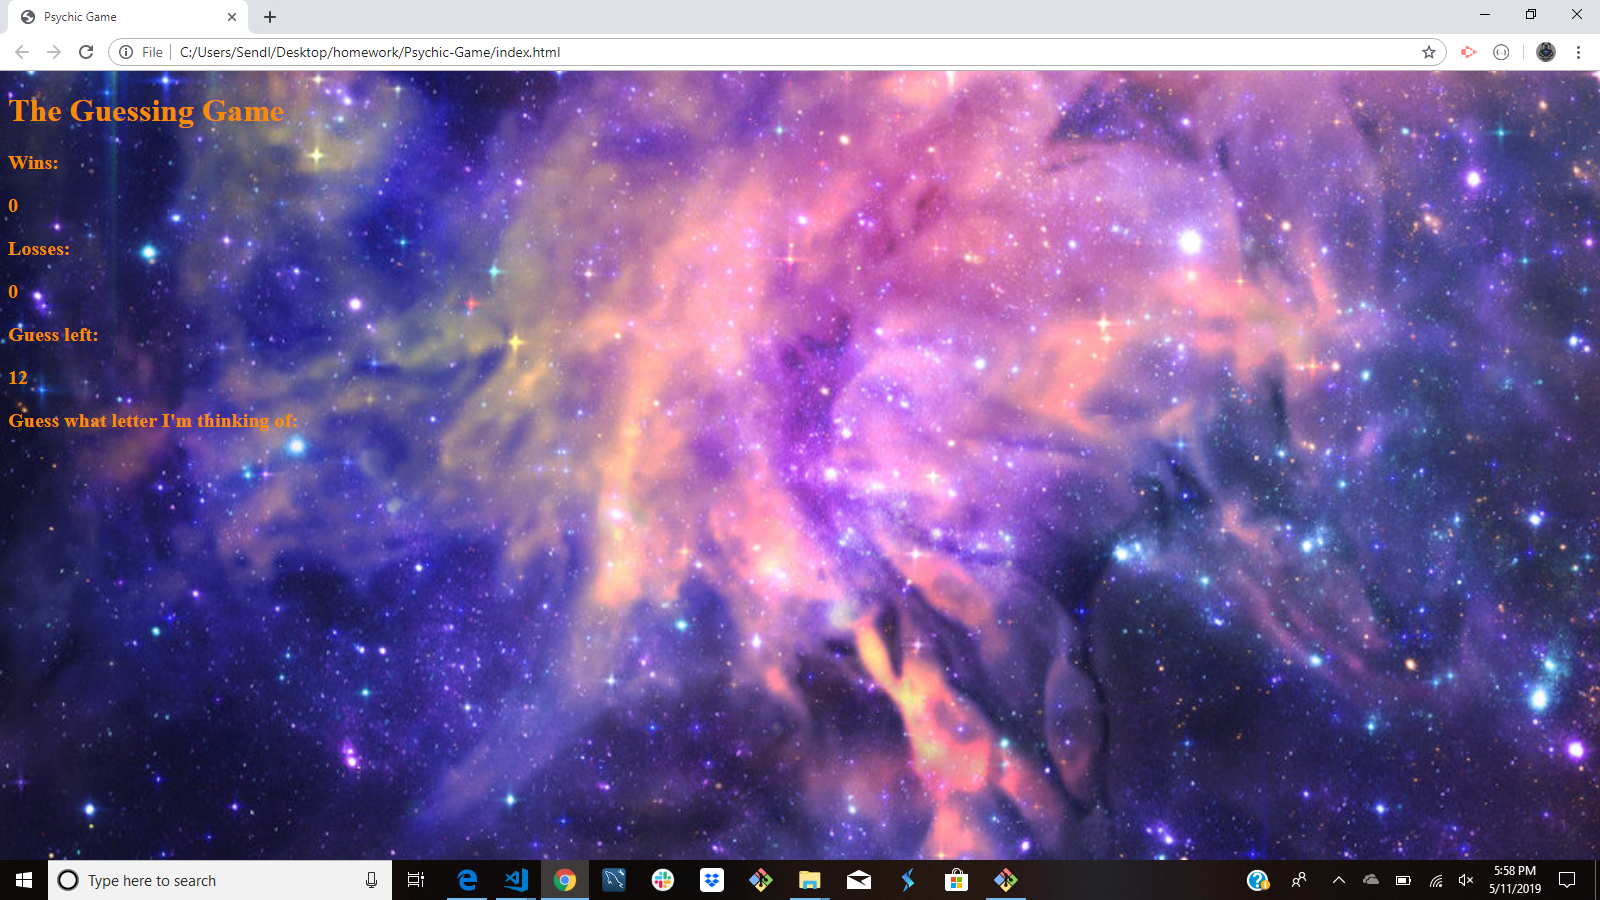 Psychic Game
File
C:/Users/Sendl/Desktop/homework/Psychic-Game/index.html
The Guessing Game
Wins:
0
Losses:
0
Guess left:
12
Guess what letter I'm thinking of:
Type here to search
5:58 PM
5/11/2019